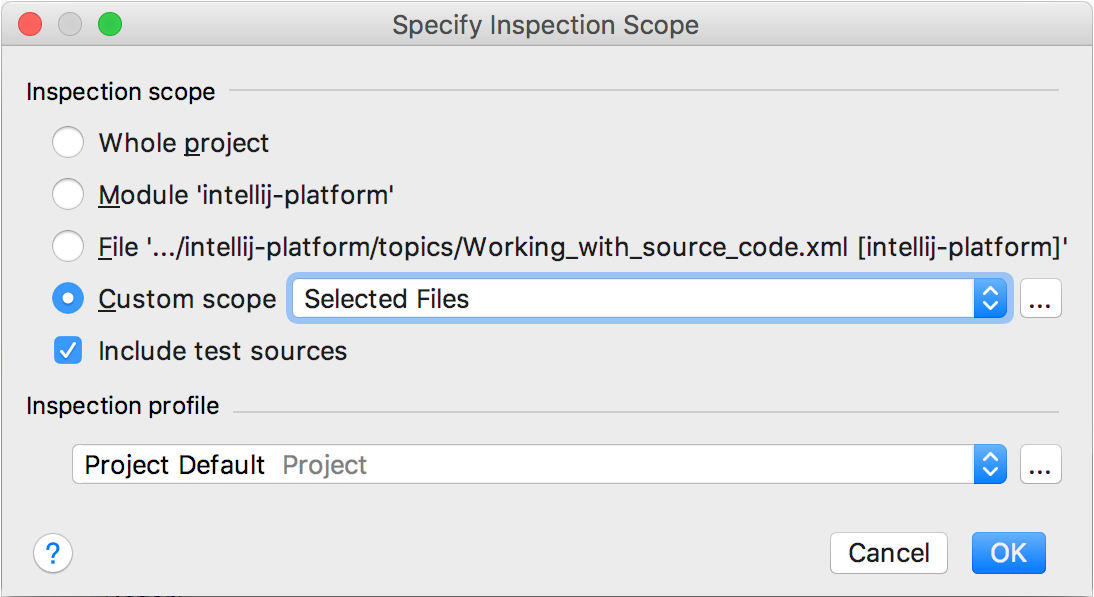 Specify Inspection Scope
Inspection scope
Whole project
Module 'intellij-platform'
File '.../intellij-platform/topics/Working_with_source_code.xml [intellij-platform]'
Custom scope Selected Files ...
Include test sources
Inspection profile
Project Default Project ...
? Cancel OK